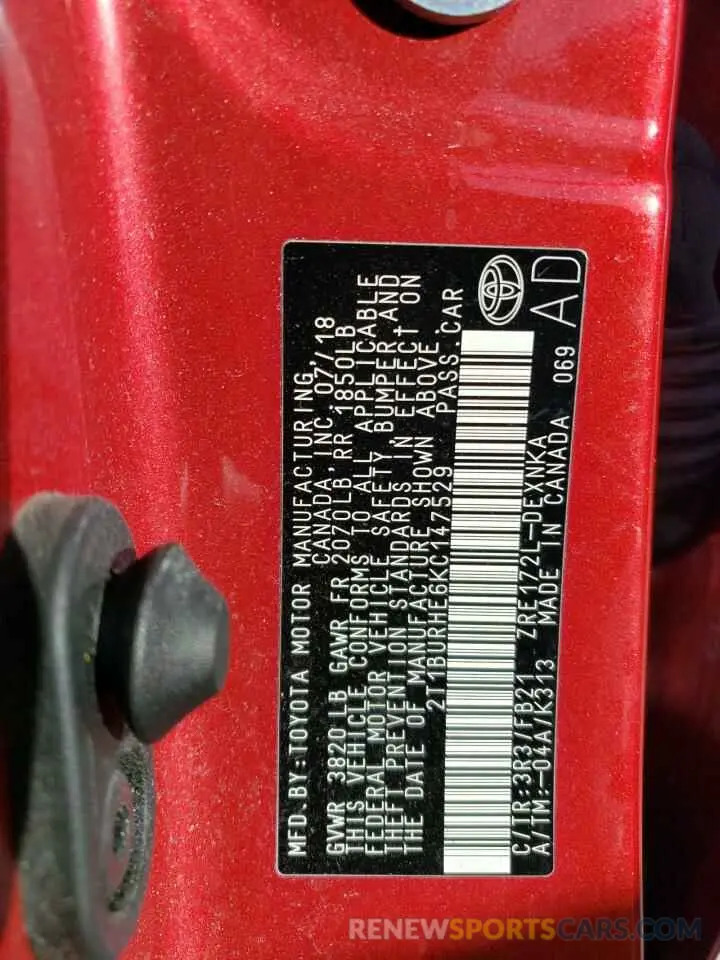 MFD.BY:TOYOTA MOTOR MANUFACTURING,
CANADA, INC. 07/18
GVWR 3820 LB GAWR FR 2070LB,RR 1850LB
THIS VEHICLE CONFORMS TO ALL APPLICABLE
FEDERAL MOTOR VEHICLE SAFETY BUMPER,AND
THEFT PREVENTION STANDARDS IN EFFECT ON
THE DATE OF MANUFACTURE SHOWN ABOVE.
2T1BURHE6KC147529 PASS.CAR
C/TR:3R3/FB21 ZRE172L-DEXNKA 069
A/TM:-04A/K313 MADE IN CANADA
AD
RENEWSPORTSCARS.COM